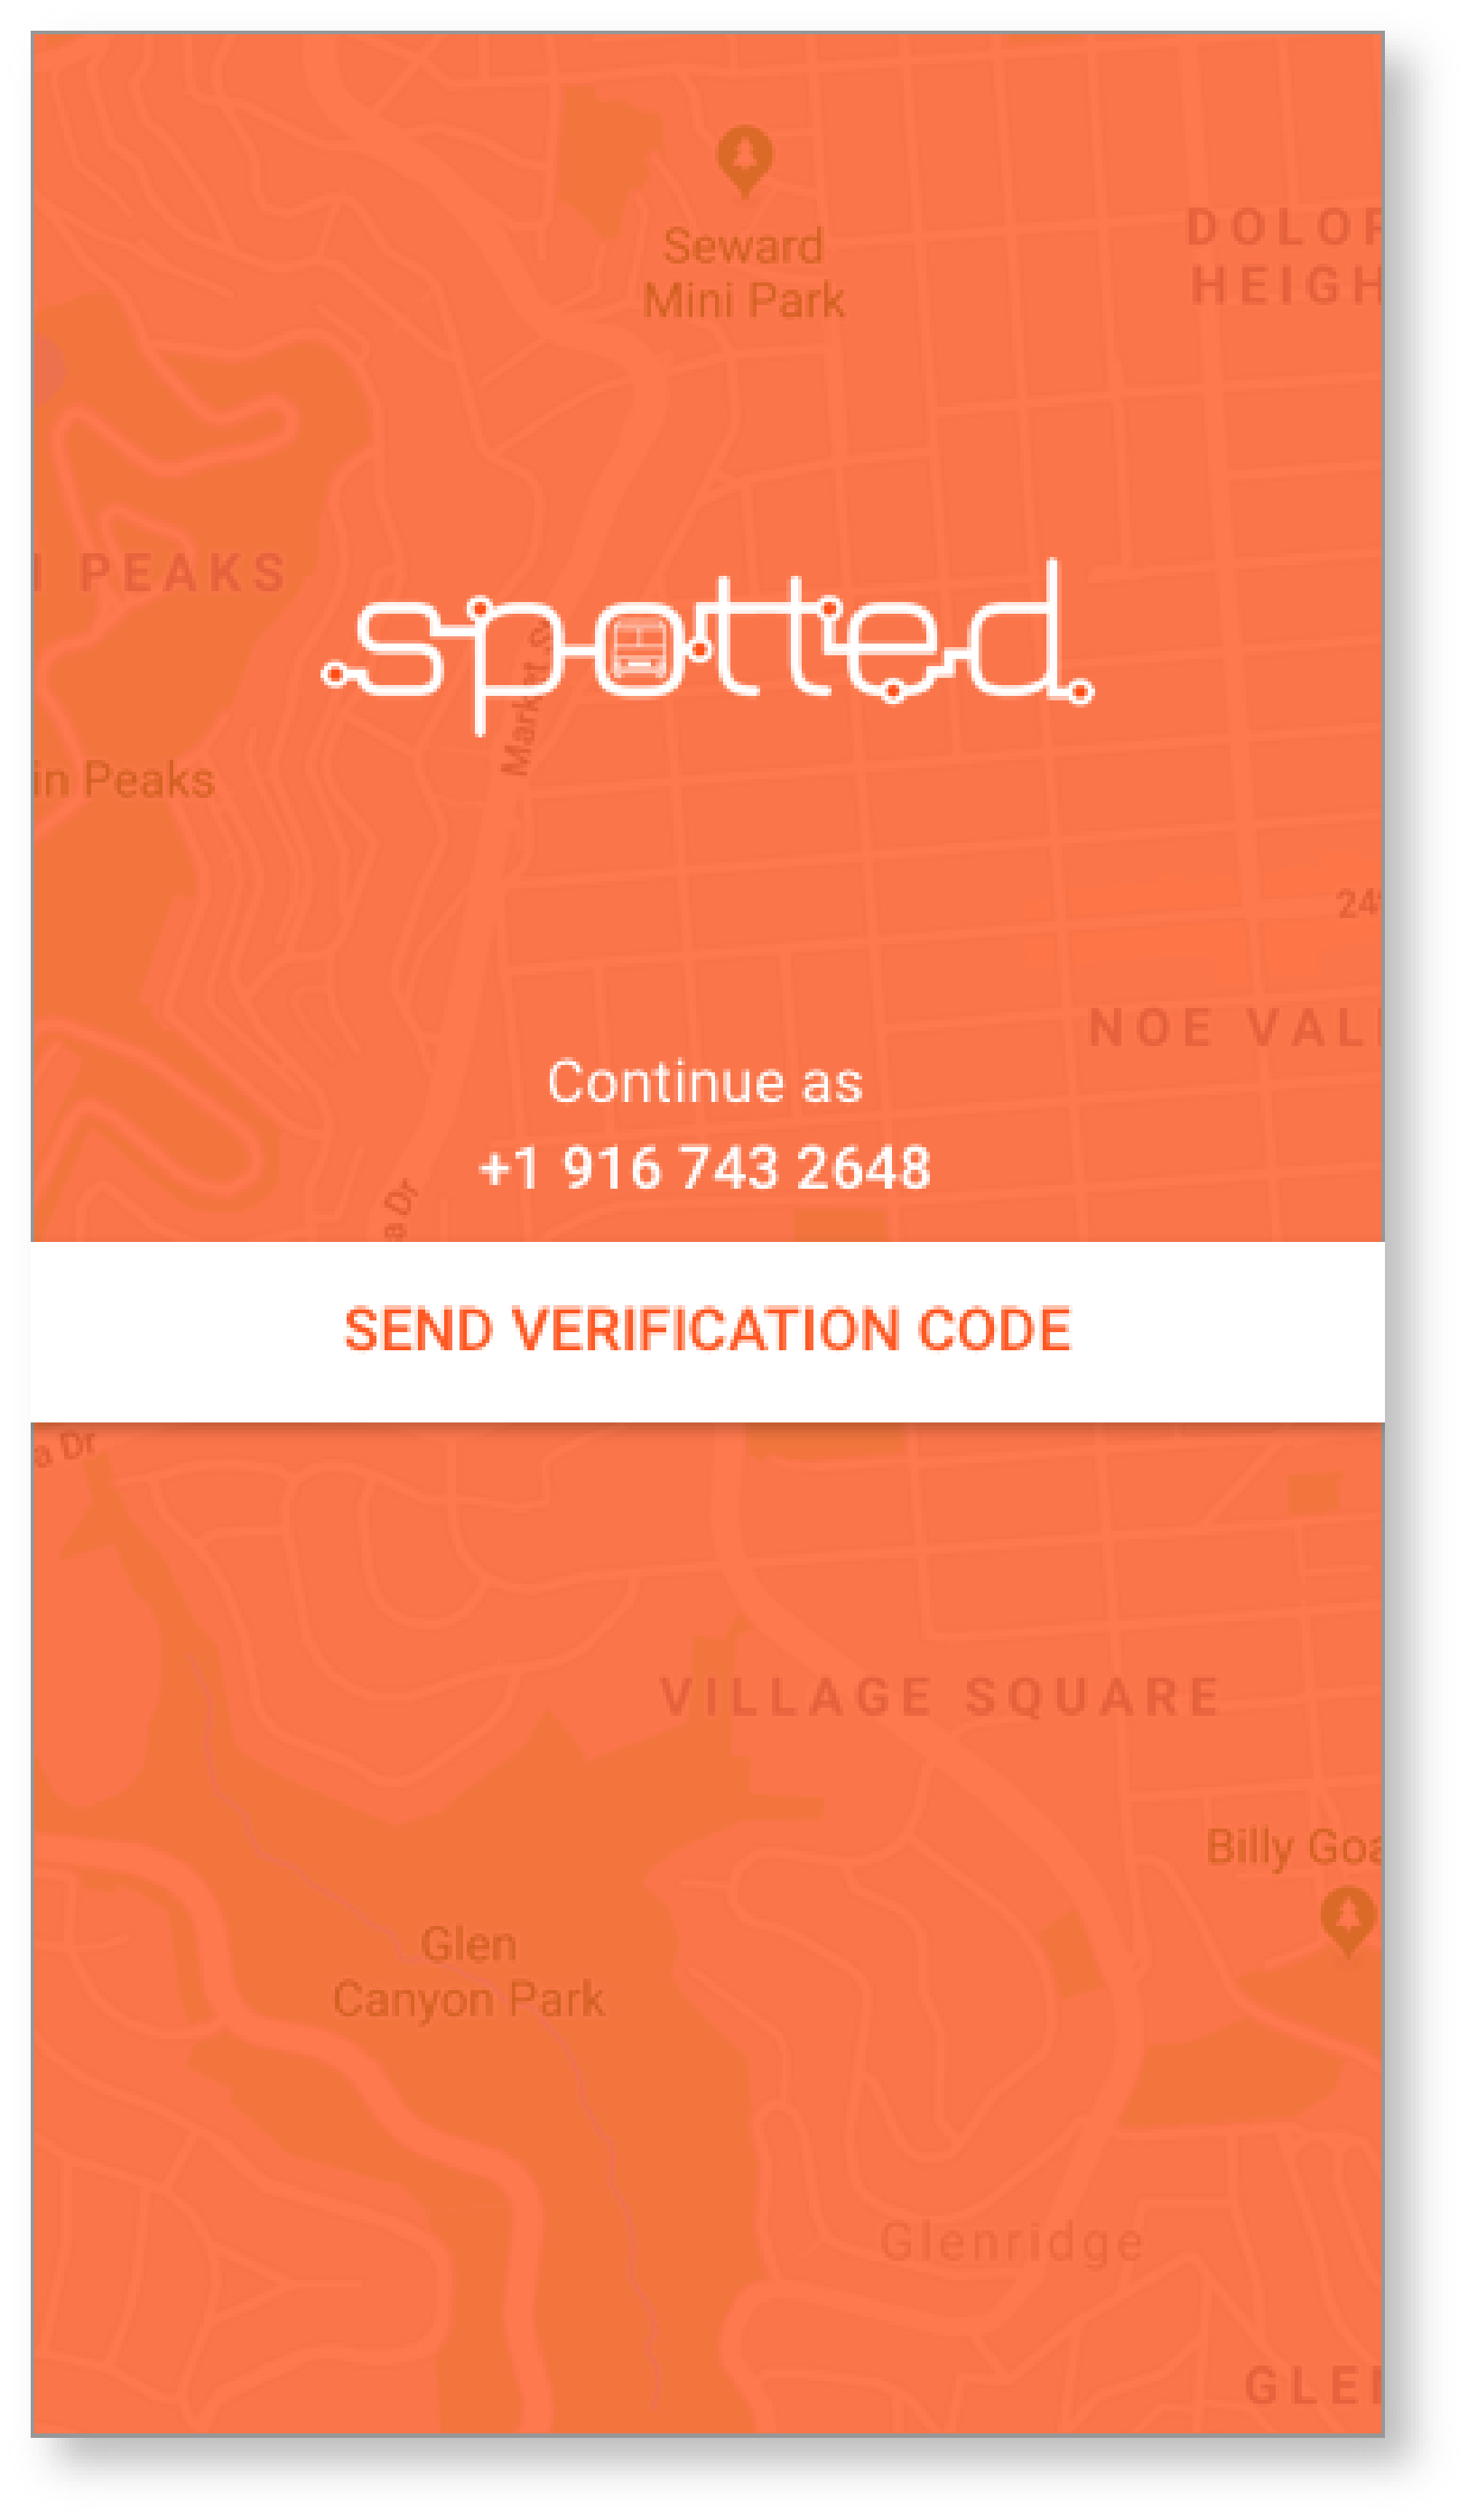 Seward
Mini Park
DOLOR
HEIGH
PEAKS
spotted
Market St
in Peaks
24
NOE VAL
Continue as
+1 916 743 2648
a Dr
SEND VERIFICATION CODE
a Dr
VILLAGE SQUARE
Billy Goa
Glen
Canyon Park
Glenridge
GLE